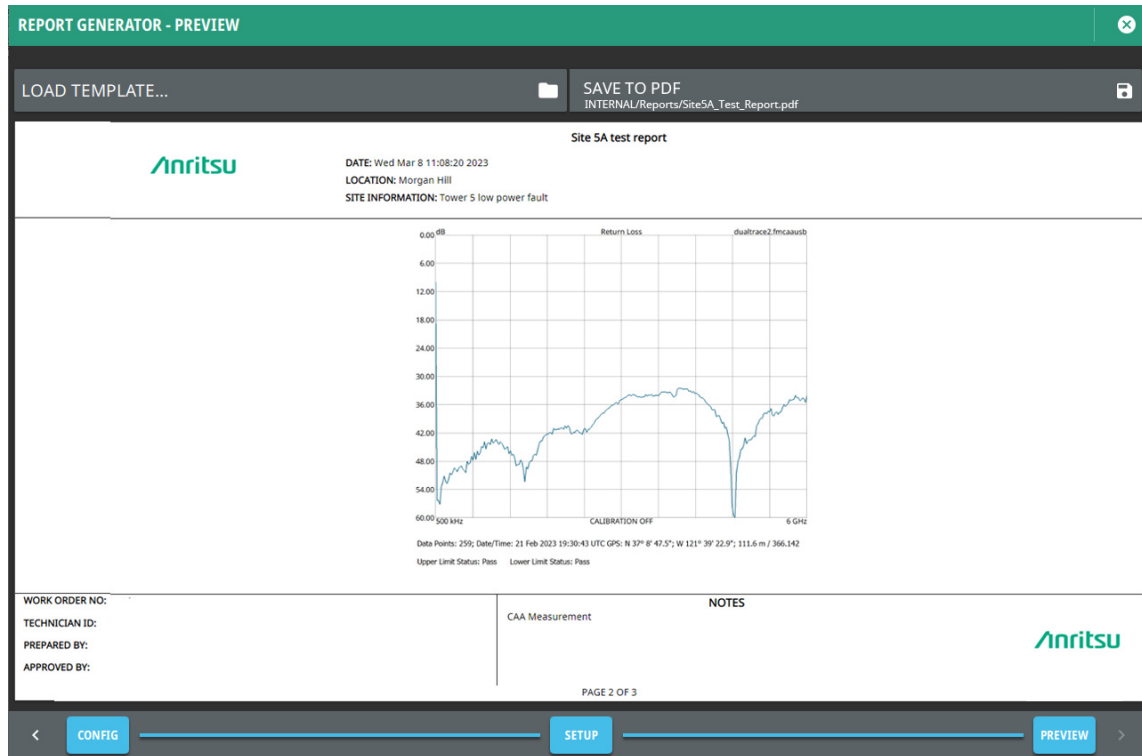 REPORT GENERATOR - PREVIEW
LOAD TEMPLATE...
SAVE TO PDF
INTERNAL/Reports/Site5A_Test_Report.pdf
Site 5A test report
Anritsu
DATE: Wed Mar 8 11:08:20 2023
LOCATION: Morgan Hill
SITE INFORMATION: Tower 5 low power fault
0.00 dB Return Loss dualtrace2.fmcaausb
6.00
12.00
18.00
24.00
30.00
36.00
42.00
48.00
54.00
60.00 500 kHz CALIBRATION OFF 6 GHz
Data Points: 259; Date/Time: 21 Feb 2023 19:30:43 UTC GPS: N 37° 8' 47.5"; W 121° 39' 22.9"; 111.6 m / 366.142
Upper Limit Status: Pass Lower Limit Status: Pass
WORK ORDER NO:
TECHNICIAN ID:
PREPARED BY:
APPROVED BY:
NOTES
CAA Measurement
Anritsu
PAGE 2 OF 3
CONFIG SETUP PREVIEW